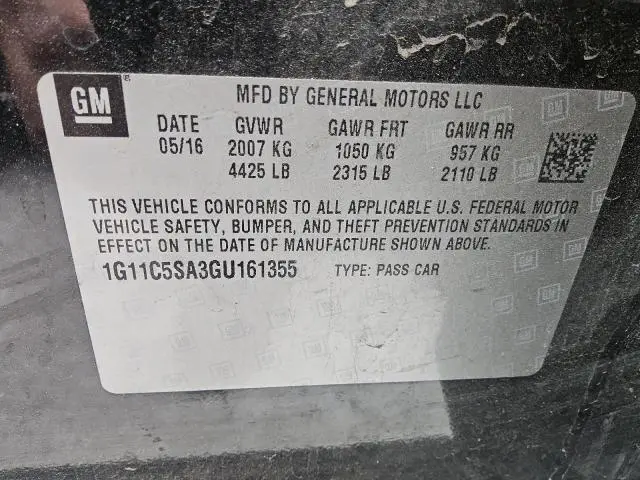 GM
MFD BY GENERAL MOTORS LLC
DATE GVWR GAWR FRT GAWR RR
05/16 2007 KG 1050 KG 957 KG
4425 LB 2315 LB 2110 LB
THIS VEHICLE CONFORMS TO ALL APPLICABLE U.S. FEDERAL MOTOR
VEHICLE SAFETY, BUMPER, AND THEFT PREVENTION STANDARDS IN
EFFECT ON THE DATE OF MANUFACTURE SHOWN ABOVE.
1G11C5SA3GU161355 TYPE: PASS CAR